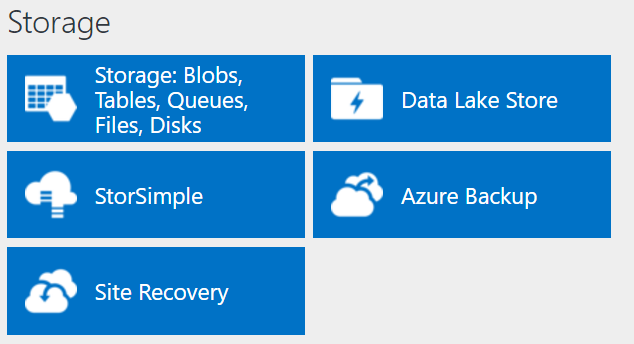 Storage
Storage: Blobs,
Tables, Queues,
Files, Disks
Data Lake Store
StorSimple
Azure Backup
Site Recovery